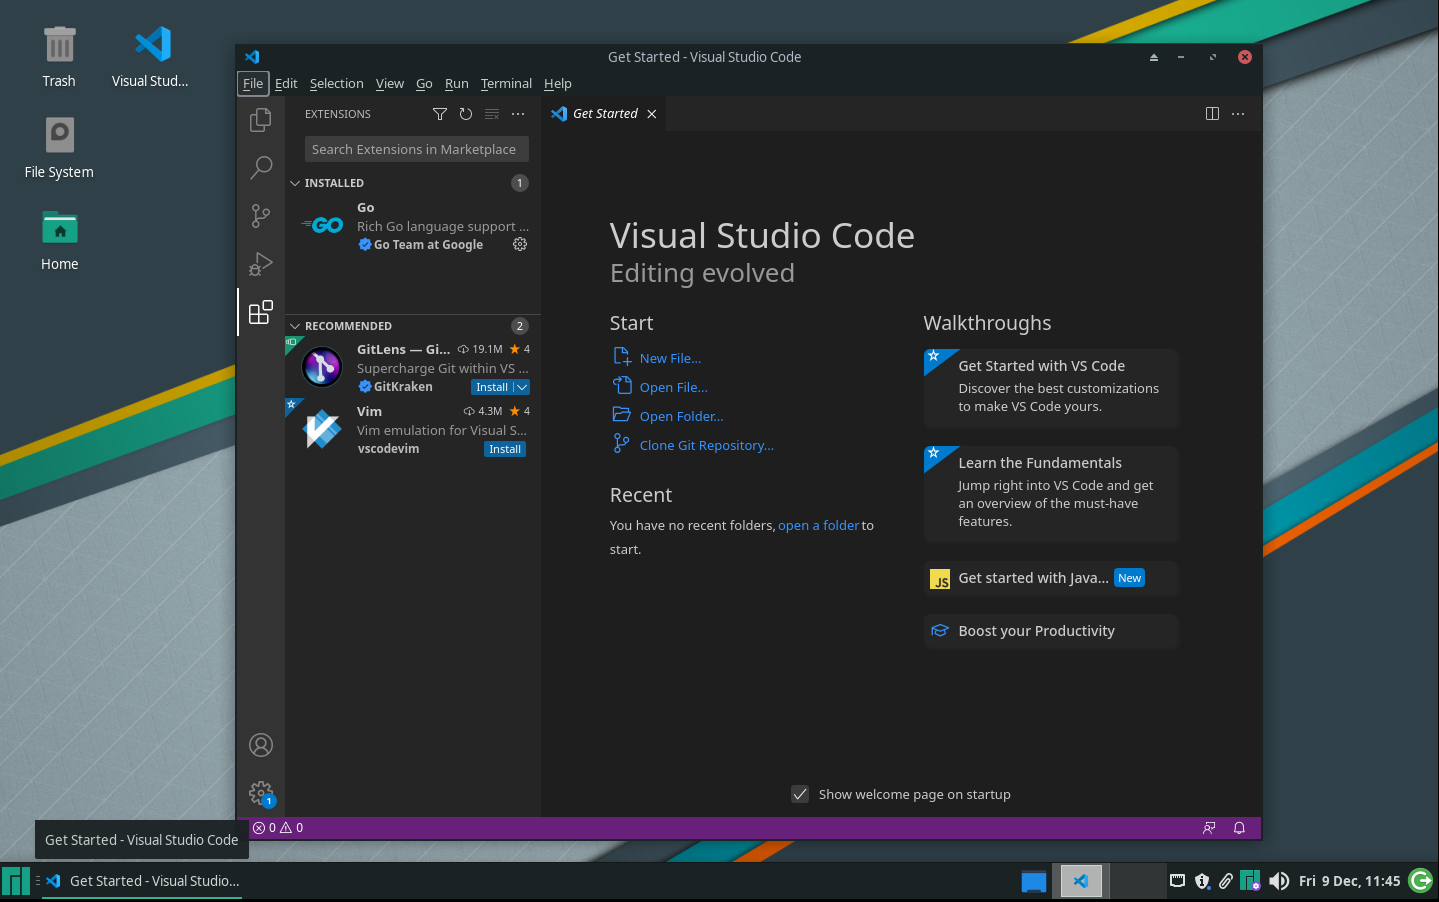 Trash
Visual Stud...
File System
Home
Get Started - Visual Studio Code
File Edit Selection View Go Run Terminal Help
EXTENSIONS
Search Extensions in Marketplace
INSTALLED 1
GO
Go
Rich Go language support ...
Go Team at Google
RECOMMENDED 2
GitLens — Gi... 19.1M 4
Supercharge Git within VS ...
GitKraken Install
Vim 4.3M 4
Vim emulation for Visual S...
vscodevim Install
1
Get Started
Visual Studio Code
Editing evolved
Start
New File...
Open File...
Open Folder...
Clone Git Repository...
Recent
You have no recent folders, open a folder to
start.
Walkthroughs
Get Started with VS Code
Discover the best customizations
to make VS Code yours.
Learn the Fundamentals
Jump right into VS Code and get
an overview of the must-have
features.
JS Get started with Java... New
Boost your Productivity
Show welcome page on startup
0 0
Get Started - Visual Studio Code
Get Started - Visual Studio...
Fri 9 Dec, 11:45